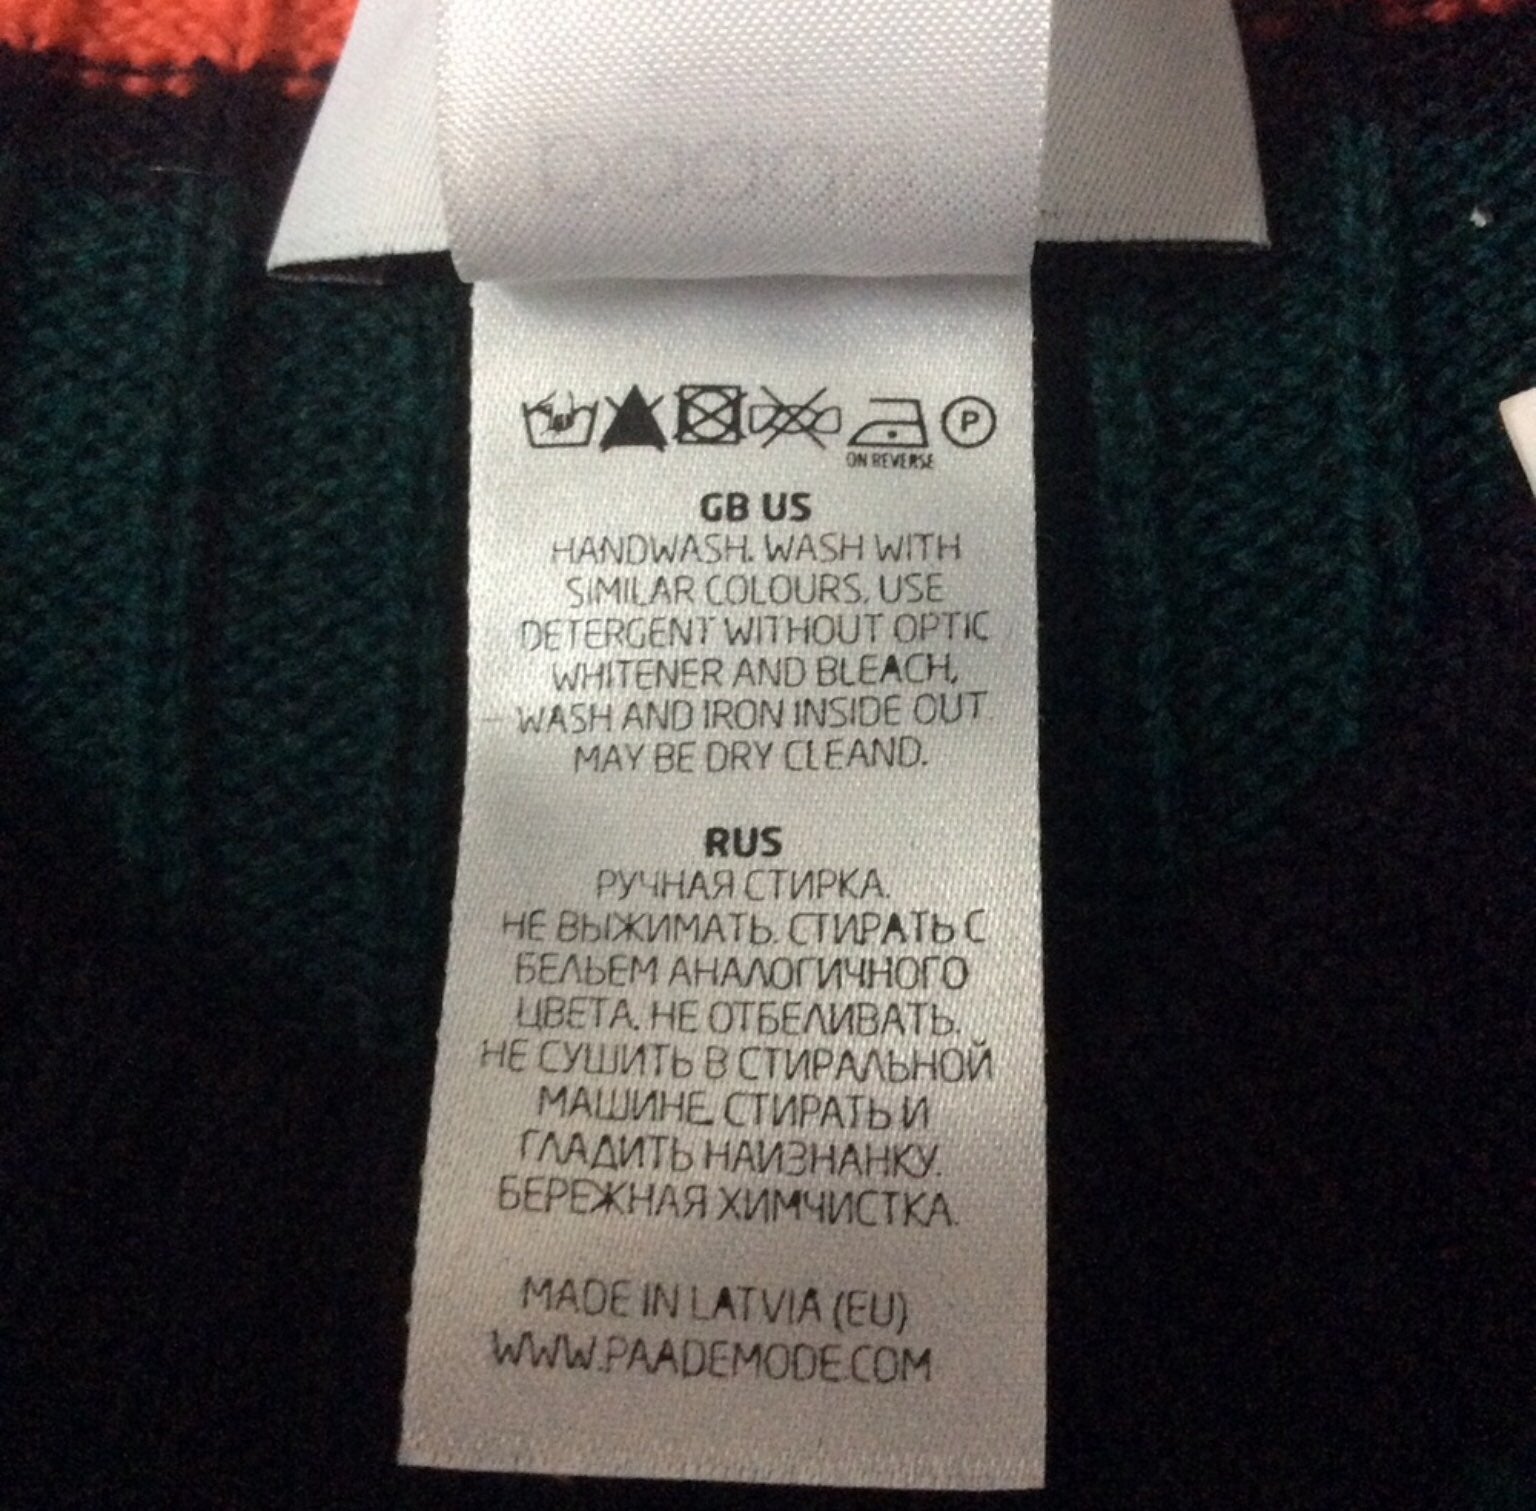 P
ON REVERSE
GB US
HANDWASH. WASH WITH
SIMILAR COLOURS. USE
DETERGENT WITHOUT OPTIC
WHITENER AND BLEACH,
WASH AND IRON INSIDE OUT.
MAY BE DRY CLEAND.
RUS
РУЧНАЯ СТИРКА.
НЕ ВЫЖИМАТЬ. СТИРАТЬ С
БЕЛЬЕМ АНАЛОГИЧНОГО
ЦВЕТА. НЕ ОТБЕЛИВАТЬ.
НЕ СУШИТЬ В СТИРАЛЬНОЙ
МАШИНЕ. СТИРАТЬ И
ГЛАДИТЬ НАИЗНАНКУ.
БЕРЕЖНАЯ ХИМЧИСТКА.
MADE IN LATVIA (EU)
WWW.PAADEMODE.COM